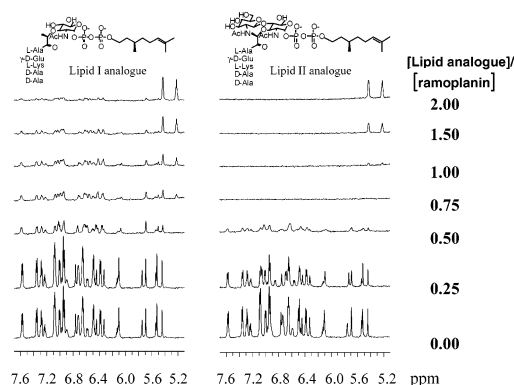 HO
O
O⁻
O⁻
AcHN
O-P-O-P-O
O
L-Ala
γ-D-Glu
L-Lys
D-Ala
D-Ala
Lipid I analogue
HO
O
O⁻
O⁻
AcHN
AcHN
O-P-O-P-O
O
L-Ala
γ-D-Glu
L-Lys
D-Ala
D-Ala
Lipid II analogue
[Lipid analogue]/
[ramoplanin]
2.00
1.50
1.00
0.75
0.50
0.25
0.00
7.6 7.2 6.8 6.4 6.0 5.6 5.2
7.6 7.2 6.8 6.4 6.0 5.6 5.2
ppm